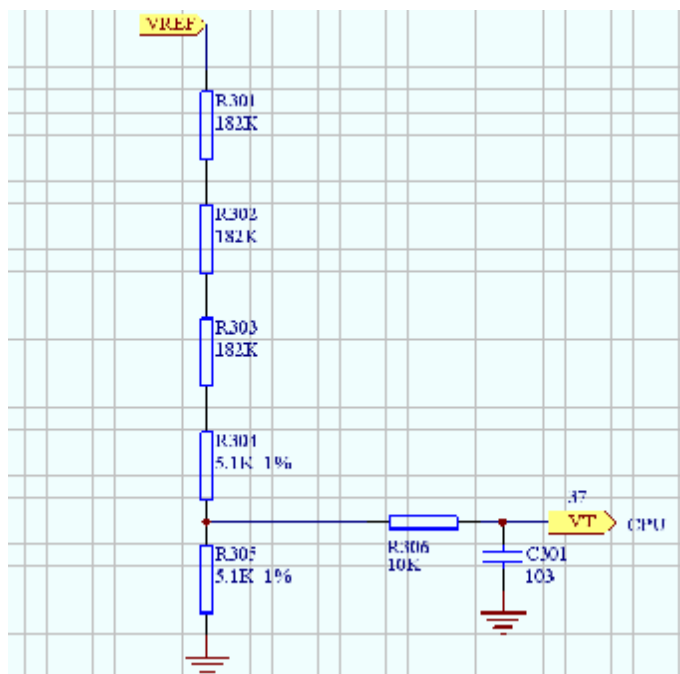 VREF
R301
182K
R302
182K
R303
182K
R304
5.1K 1%
37
VT
CPU
R306
10K
C301
103
R305
5.1K 1%